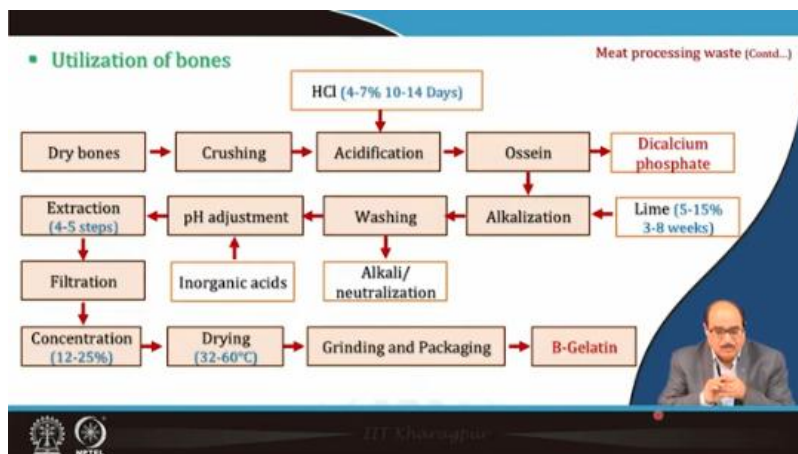 Utilization of bones
Meat processing waste (Contd...)
HCl (4-7% 10-14 Days)
Dry bones
Crushing
Acidification
Ossein
Dicalcium
phosphate
Extraction
(4-5 steps)
pH adjustment
Washing
Alkalization
Lime (5-15%
3-8 weeks)
Filtration
Inorganic acids
Alkali/
neutralization
Concentration
(12-25%)
Drying
(32-60°C)
Grinding and Packaging
B-Gelatin
IIT Kharagpur
NPTEL